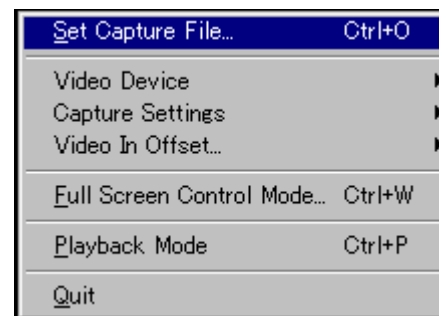 Set Capture File... Ctrl+O
Video Device
Capture Settings
Video In Offset...
Full Screen Control Mode... Ctrl+W
Playback Mode Ctrl+P
Quit